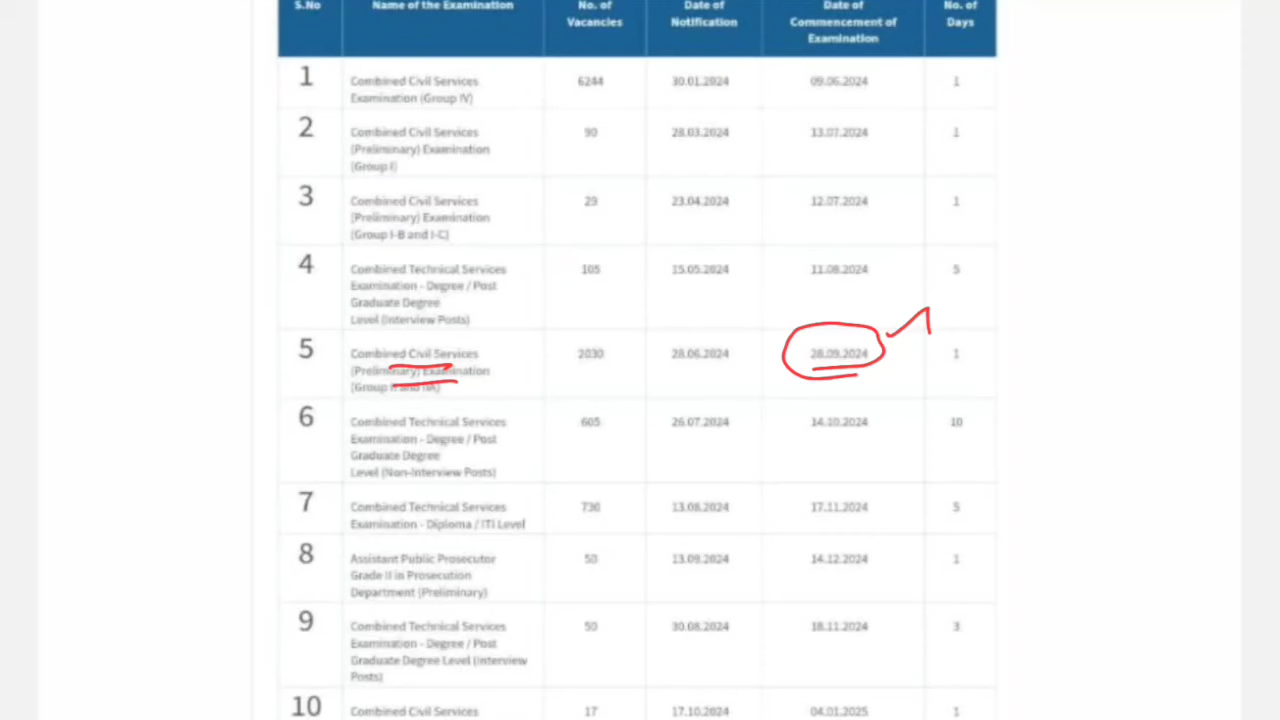 S.No Name of the Examination No. of Vacancies Date of Notification Date of Commencement of Examination No. of Days
1 Combined Civil Services 6244 30.01.2024 09.06.2024 1
Examination (Group IV)
2 Combined Civil Services 90 28.03.2024 13.07.2024 1
(Preliminary) Examination
(Group I)
3 Combined Civil Services 29 23.04.2024 12.07.2024 1
(Preliminary) Examination
(Group I-B and I-C)
4 Combined Technical Services 105 15.05.2024 11.08.2024 5
Examination - Degree / Post
Graduate Degree
Level (Interview Posts)
5 Combined Civil Services 2030 28.06.2024 28.09.2024 1
(Preliminary) Examination
(Group II and IIA)
6 Combined Technical Services 605 26.07.2024 14.10.2024 10
Examination - Degree / Post
Graduate Degree
Level (Non-Interview Posts)
7 Combined Technical Services 730 13.08.2024 17.11.2024 5
Examination - Diploma / ITI Level
8 Assistant Public Prosecutor 50 13.09.2024 14.12.2024 1
Grade II in Prosecution
Department (Preliminary)
9 Combined Technical Services 50 30.08.2024 18.11.2024 3
Examination - Degree / Post
Graduate Degree Level (Interview
Posts)
10 Combined Civil Services 17 17.10.2024 04.01.2025 1